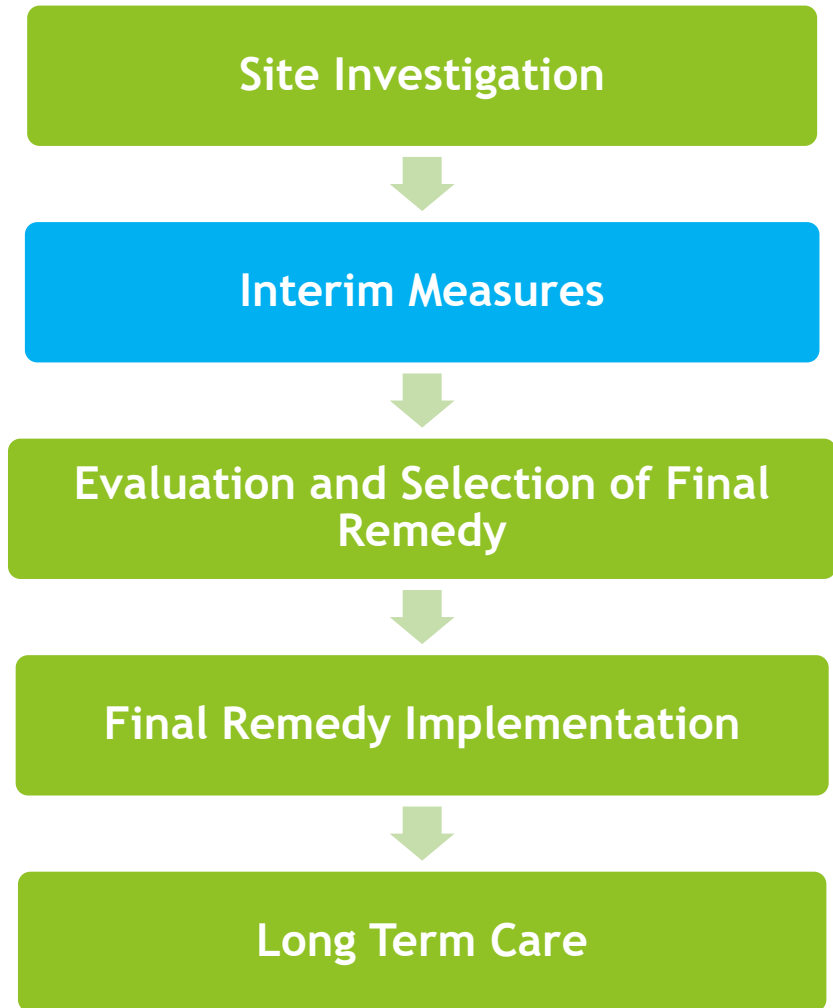 Site Investigation
Interim Measures
Evaluation and Selection of Final
Remedy
Final Remedy Implementation
Long Term Care